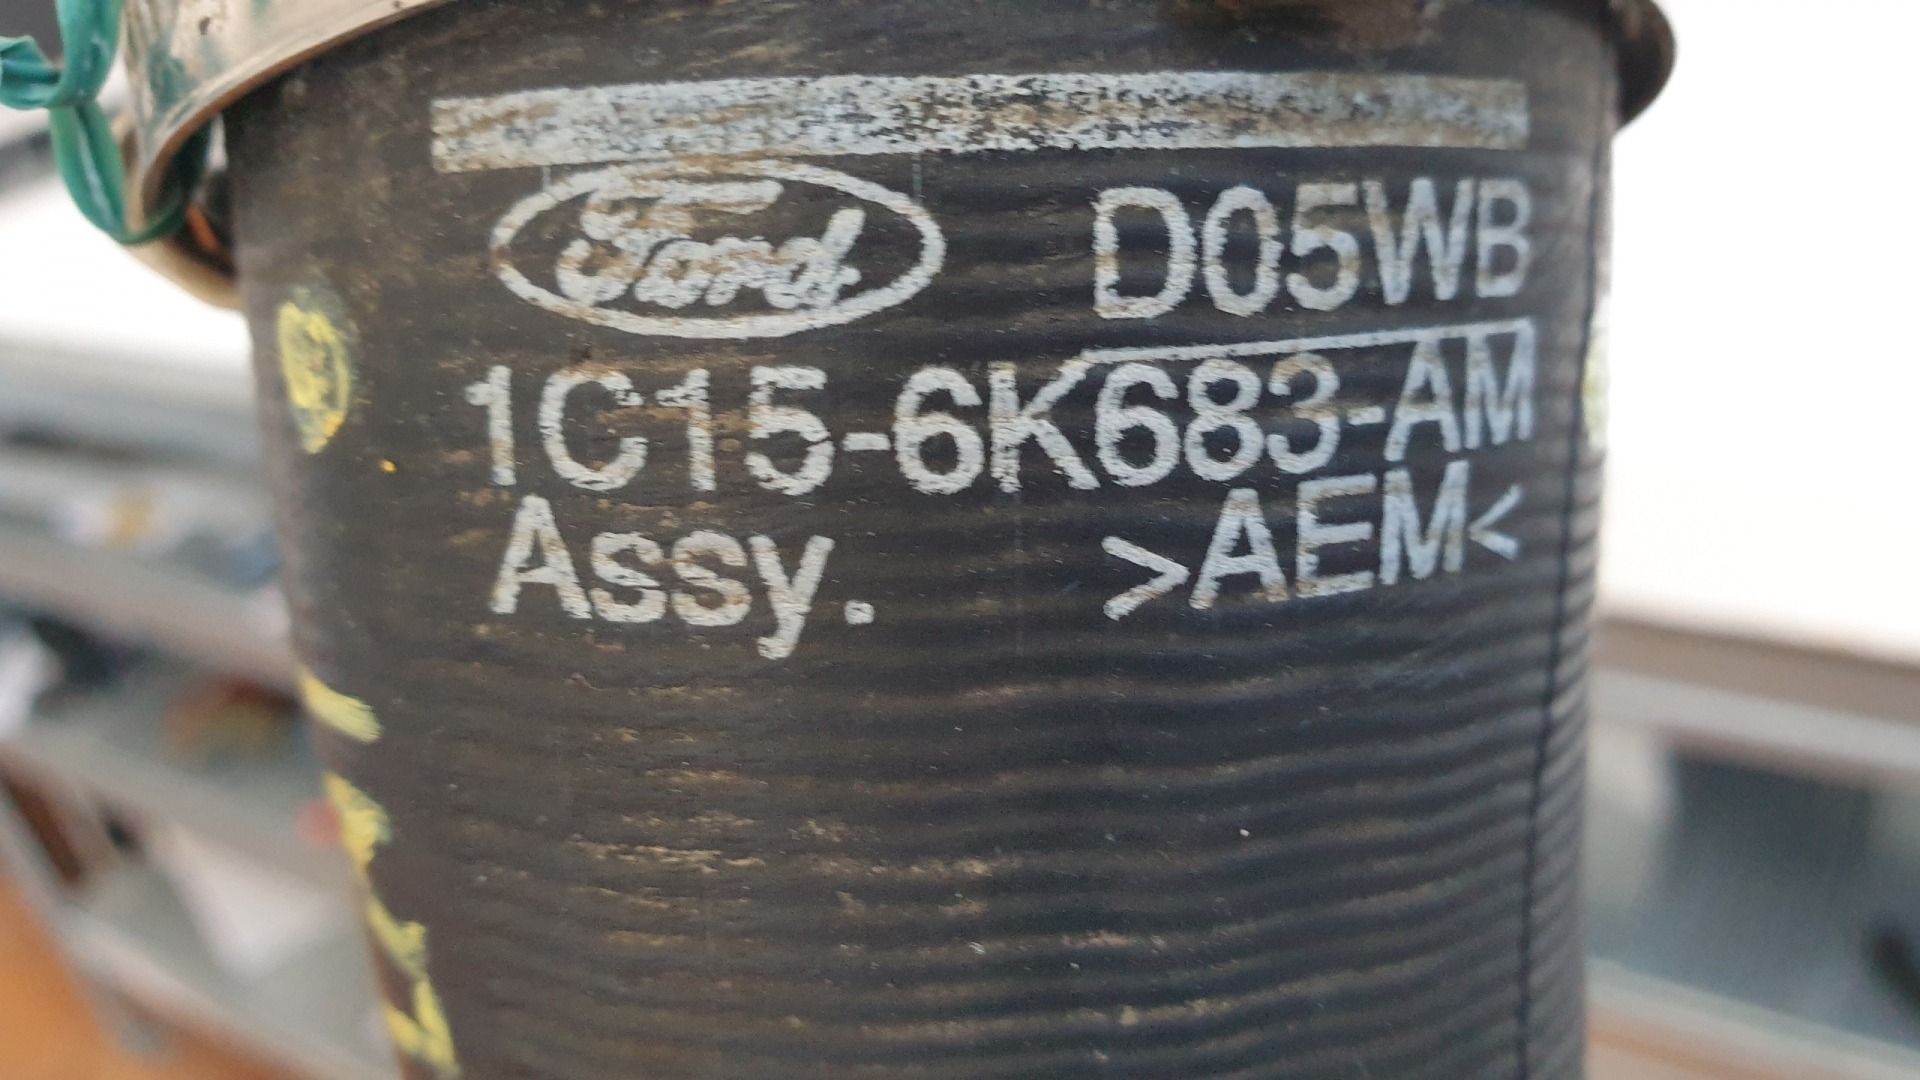 Ford D05WB
1C15-6K683-AM
Assy. >AEM<